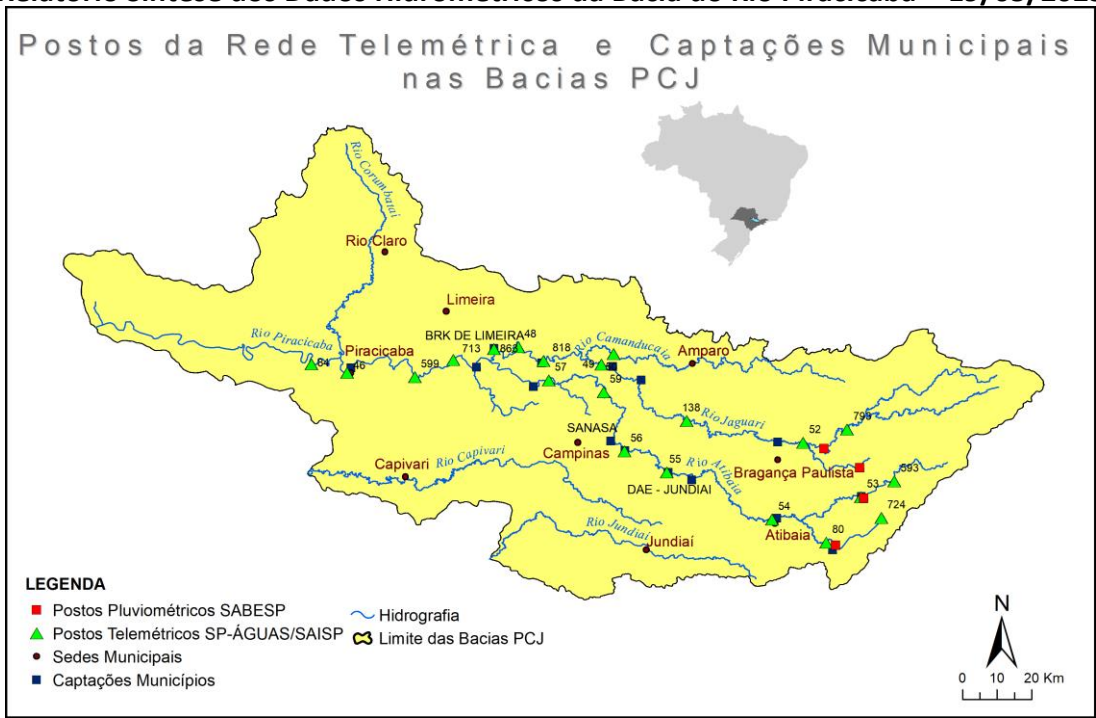 Postos da Rede Telemétrica e Captações Municipais
nas Bacias PCJ
Rio Corumbataí
Rio Claro
Limeira
BRK DE LIMEIRA
48
Rio Piracicaba
Piracicaba
713
818
Rio Camanducaia
Amparo
64
46
599
57
49
59
138
Rio Jaguari
52
799
SANASA
Campinas
56
Rio Capivari
Capivari
55
Rio Atibaia
Bragança Paulista
593
DAE - JUNDIAI
53
54
724
Atibaia
80
Rio Jundiaí
Jundiaí
LEGENDA
Postos Pluviométricos SABESP
Hidrografia
Postos Telemétricos SP-ÁGUAS/SAISP
Limite das Bacias PCJ
Sedes Municipais
Captações Municípios
N
0 10 20 Km